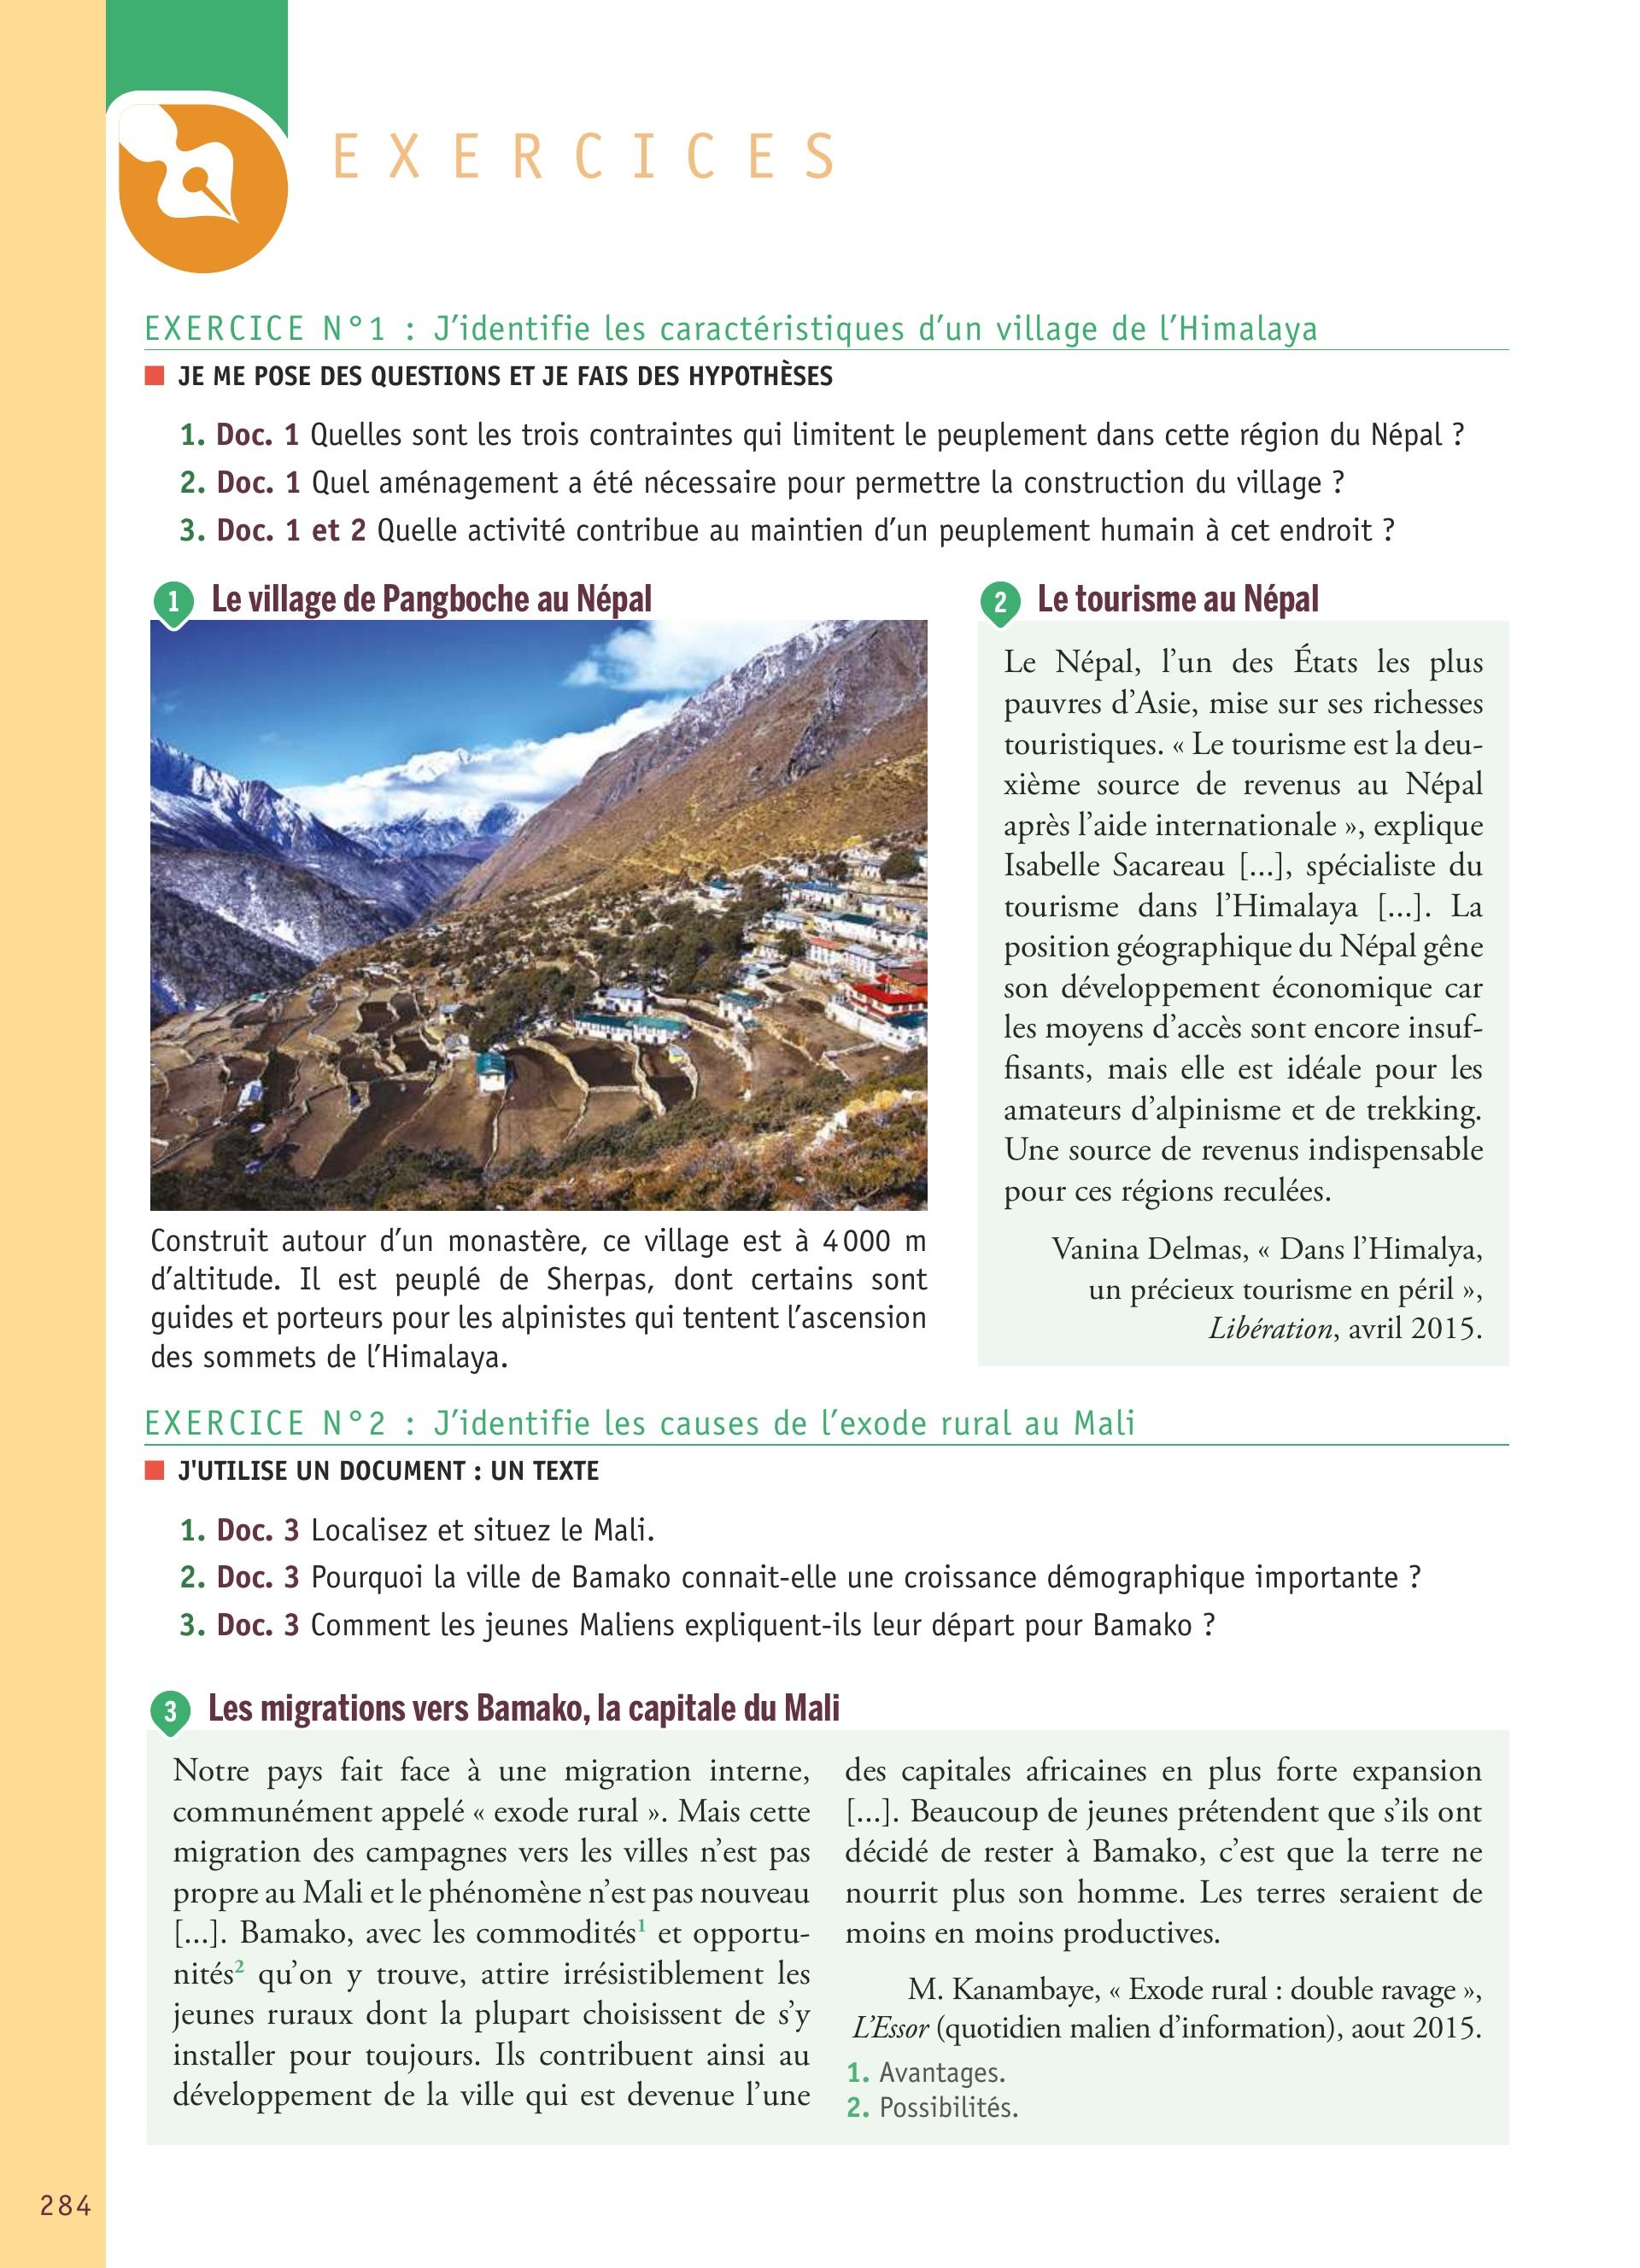 EXERCICES
EXERCICE N°1 : J’identifie les caractéristiques d’un village de l’Himalaya
JE ME POSE DES QUESTIONS ET JE FAIS DES HYPOTHÈSES
1. Doc. 1 Quelles sont les trois contraintes qui limitent le peuplement dans cette région du Népal ?
2. Doc. 1 Quel aménagement a été nécessaire pour permettre la construction du village ?
3. Doc. 1 et 2 Quelle activité contribue au maintien d’un peuplement humain à cet endroit ?
1 Le village de Pangboche au Népal
Construit autour d’un monastère, ce village est à 4 000 m
d’altitude. Il est peuplé de Sherpas, dont certains sont
guides et porteurs pour les alpinistes qui tentent l’ascension
des sommets de l’Himalaya.
2 Le tourisme au Népal
Le Népal, l’un des États les plus
pauvres d’Asie, mise sur ses richesses
touristiques. « Le tourisme est la deu-
xième source de revenus au Népal
après l’aide internationale », explique
Isabelle Sacareau [...], spécialiste du
tourisme dans l’Himalaya [...]. La
position géographique du Népal gêne
son développement économique car
les moyens d’accès sont encore insuf-
fisants, mais elle est idéale pour les
amateurs d’alpinisme et de trekking.
Une source de revenus indispensable
pour ces régions reculées.
Vanina Delmas, « Dans l’Himalya,
un précieux tourisme en péril »,
Libération, avril 2015.
EXERCICE N°2 : J’identifie les causes de l’exode rural au Mali
J'UTILISE UN DOCUMENT : UN TEXTE
1. Doc. 3 Localisez et situez le Mali.
2. Doc. 3 Pourquoi la ville de Bamako connait-elle une croissance démographique importante ?
3. Doc. 3 Comment les jeunes Maliens expliquent-ils leur départ pour Bamako ?
3 Les migrations vers Bamako, la capitale du Mali
Notre pays fait face à une migration interne,
communément appelé « exode rural ». Mais cette
migration des campagnes vers les villes n’est pas
propre au Mali et le phénomène n’est pas nouveau
[...]. Bamako, avec les commodités1 et opportu-
nités2 qu’on y trouve, attire irrésistiblement les
jeunes ruraux dont la plupart choisissent de s’y
installer pour toujours. Ils contribuent ainsi au
développement de la ville qui est devenue l’une
des capitales africaines en plus forte expansion
[...]. Beaucoup de jeunes prétendent que s’ils ont
décidé de rester à Bamako, c’est que la terre ne
nourrit plus son homme. Les terres seraient de
moins en moins productives.
M. Kanambaye, « Exode rural : double ravage »,
L’Essor (quotidien malien d’information), aout 2015.
1. Avantages.
2. Possibilités.
284